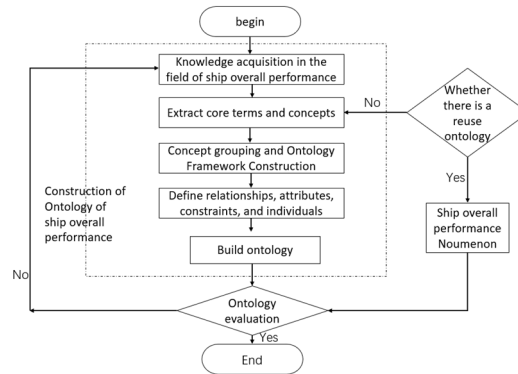 begin
Knowledge acquisition in the
field of ship overall performance
Extract core terms and concepts
No
Whether
there is a
reuse
ontology
Concept grouping and Ontology
Framework Construction
Yes
Construction of
Ontology of
ship overall
performance
Define relationships, attributes,
constraints, and individuals
Ship overall
performance
Noumenon
Build ontology
No
Ontology
evaluation
Yes
End